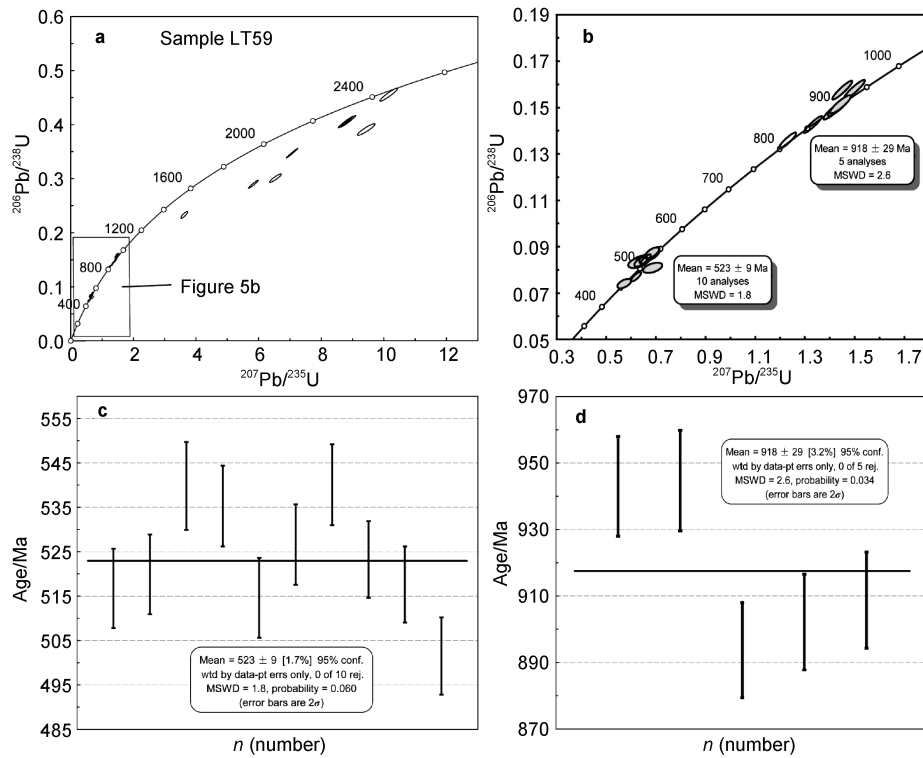 a
Sample LT59
0.6
0.5
0.4
0.3
0.2
0.1
0.0
206Pb/238U
2400
2000
1600
1200
800
400
Figure 5b
0
2
4
6
8
10
12
207Pb/235U
b
0.19
0.17
0.15
0.13
0.11
0.09
0.07
0.05
206Pb/238U
1000
900
800
700
600
500
400
Mean = 918 ± 29 Ma
5 analyses
MSWD = 2.6
Mean = 523 ± 9 Ma
10 analyses
MSWD = 1.8
0.3
0.5
0.7
0.9
1.1
1.3
1.5
1.7
207Pb/235U
c
555
545
535
525
515
505
495
485
Age/Ma
Mean = 523 ± 9 [1.7%] 95% conf.
wtd by data-pt errs only, 0 of 10 rej.
MSWD = 1.8, probability = 0.060
(error bars are 2σ)
n (number)
d
970
950
930
910
890
870
Age/Ma
Mean = 918 ± 29 [3.2%] 95% conf.
wtd by data-pt errs only, 0 of 5 rej.
MSWD = 2.6, probability = 0.034
(error bars are 2σ)
n (number)